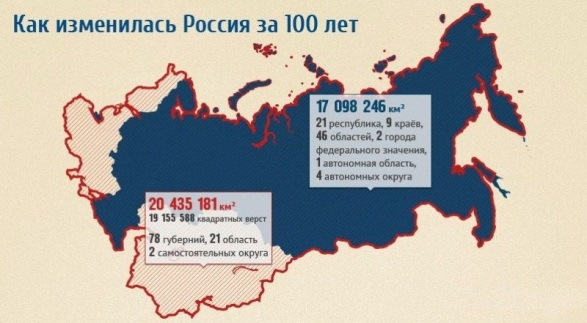 Как изменилась Россия за 100 лет
17 098 246 км²
21 республика, 9 краёв,
46 областей, 2 города
федерального значения,
1 автономная область,
4 автономных округа
20 435 181 км²
19 155 588 квадратных верст
78 губерний, 21 область
2 самостоятельных округа